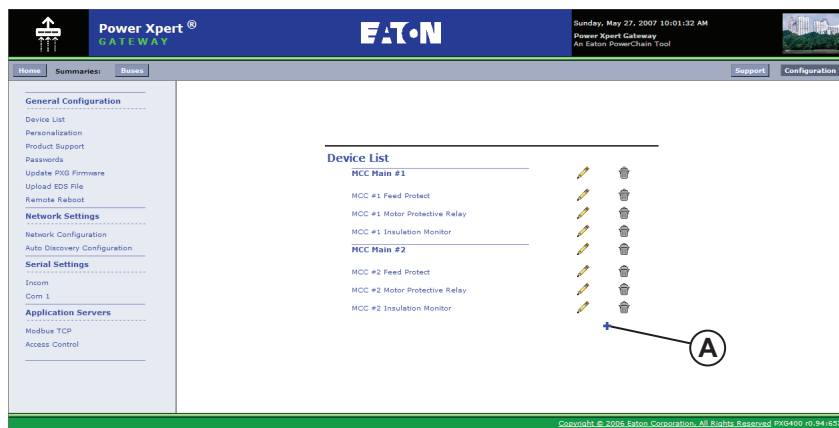 Power Xpert ®
GATEWAY
EATON
Sunday, May 27, 2007 10:01:32 AM
Power Xpert Gateway
An Eaton PowerChain Tool
Home Summaries: Buses Support Configuration
General Configuration
Device List
Personalization
Product Support
Passwords
Update PXG Firmware
Upload EDS File
Remote Reboot
Network Settings
Network Configuration
Auto Discovery Configuration
Serial Settings
Incom
Com 1
Application Servers
Modbus TCP
Access Control
Device List
MCC Main #1
MCC #1 Feed Protect
MCC #1 Motor Protective Relay
MCC #1 Insulation Monitor
MCC Main #2
MCC #2 Feed Protect
MCC #2 Motor Protective Relay
MCC #2 Insulation Monitor
A
Copyright © 2006 Eaton Corporation, All Rights Reserved PXG400